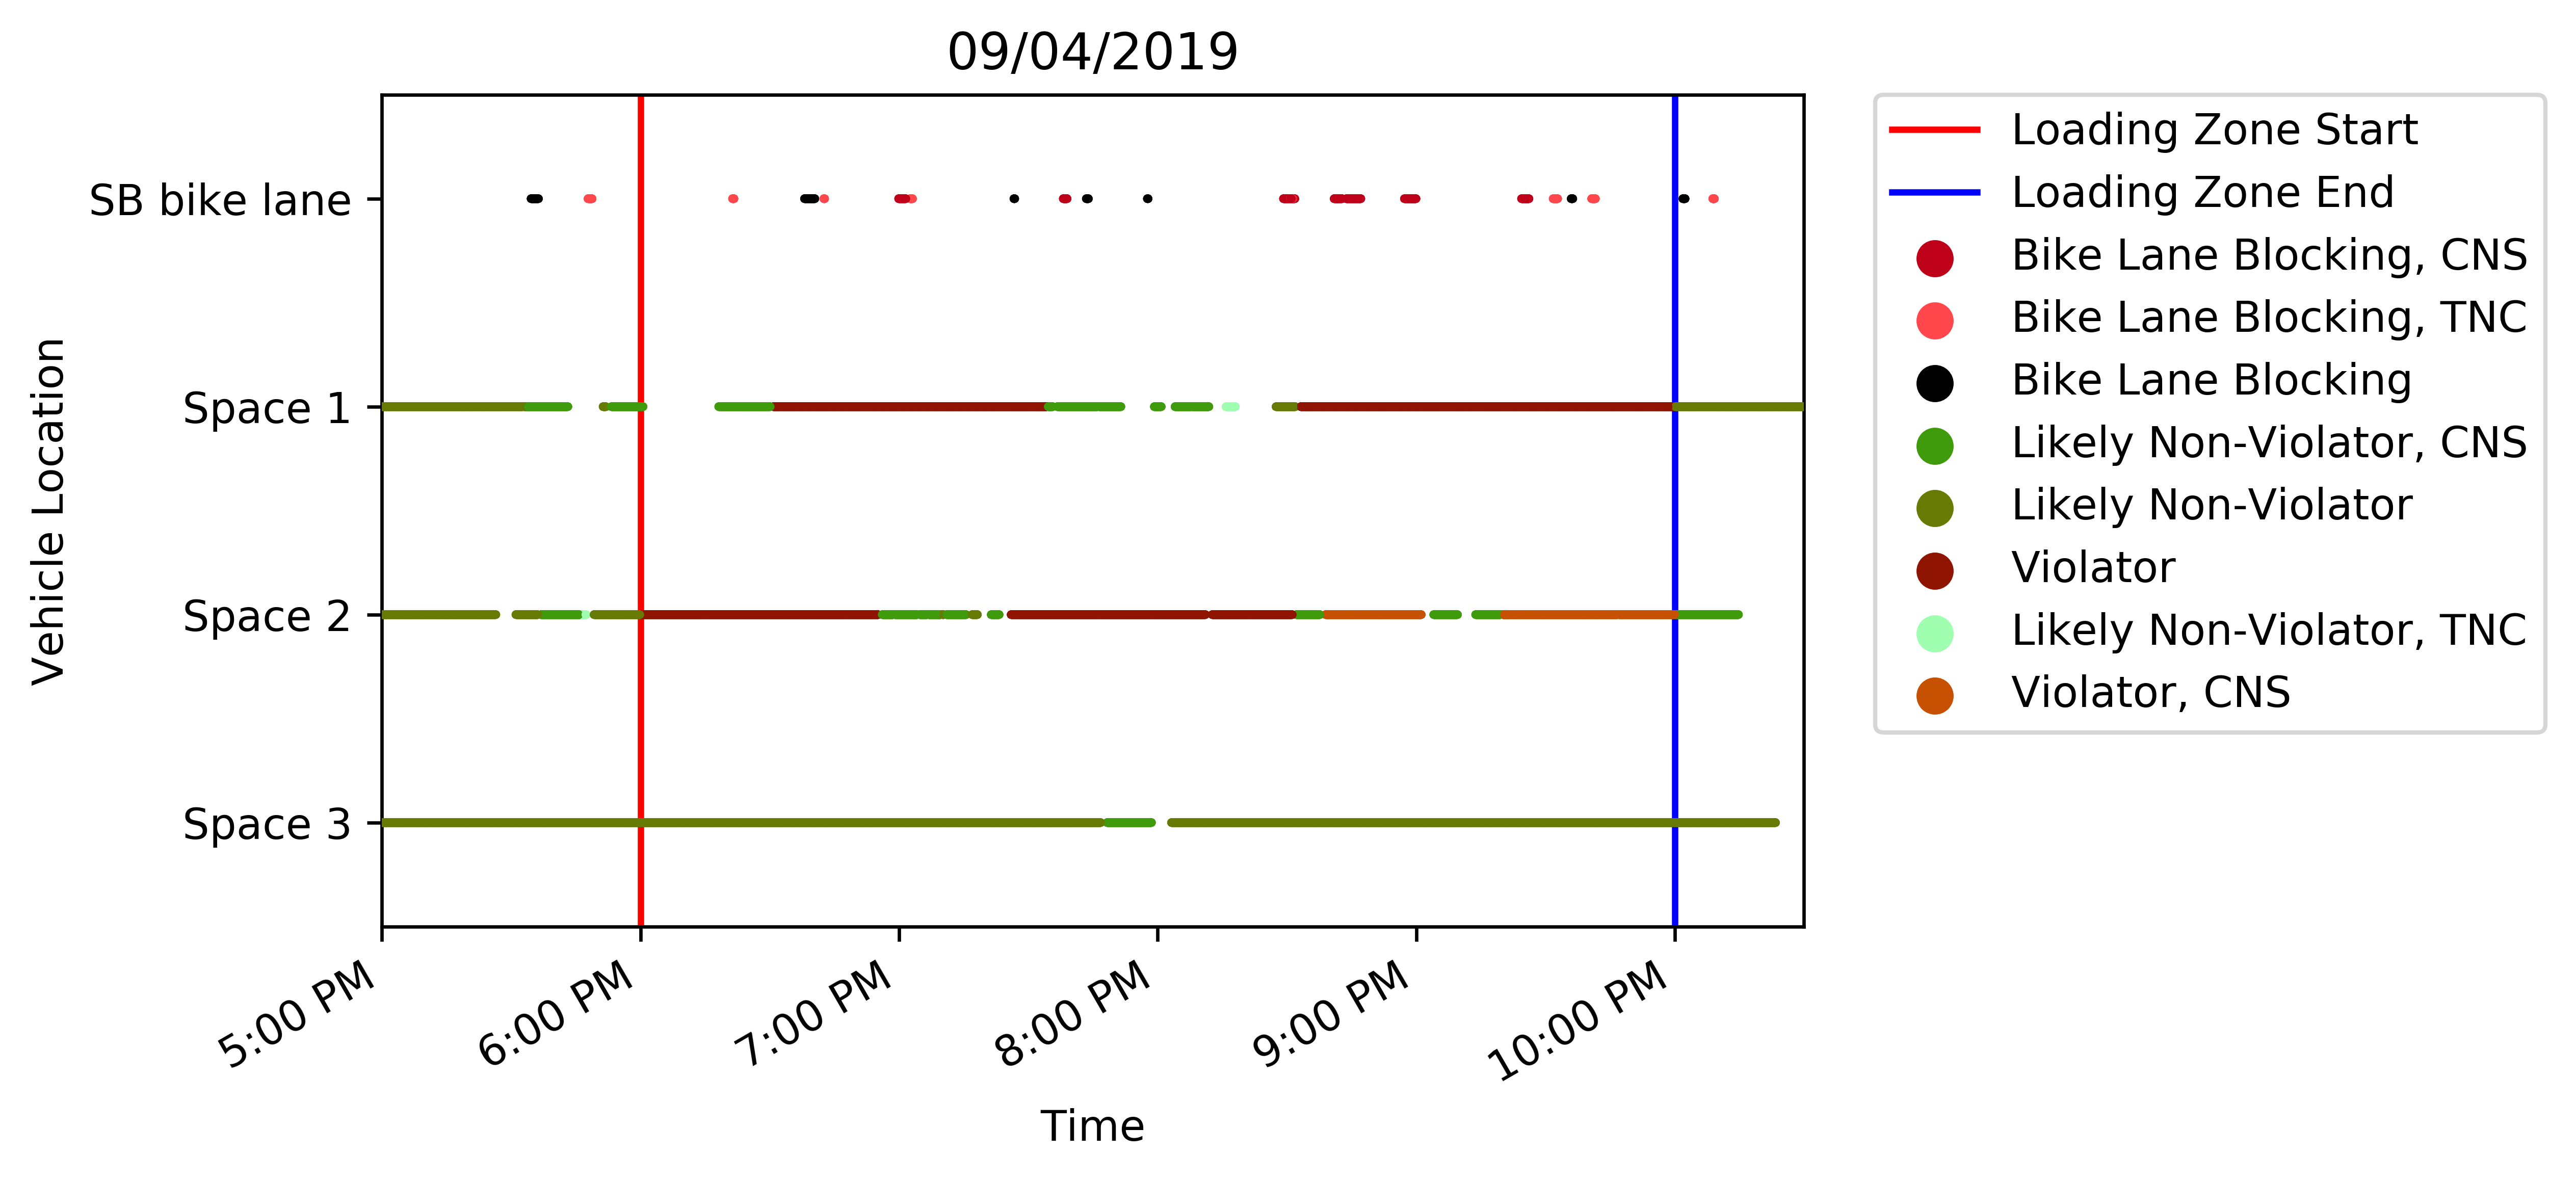 09/04/2019
SB bike lane
Space 1
Space 2
Space 3
Vehicle Location
5:00 PM
6:00 PM
7:00 PM
8:00 PM
9:00 PM
10:00 PM
Time
Loading Zone Start
Loading Zone End
Bike Lane Blocking, CNS
Bike Lane Blocking, TNC
Bike Lane Blocking
Likely Non-Violator, CNS
Likely Non-Violator
Violator
Likely Non-Violator, TNC
Violator, CNS